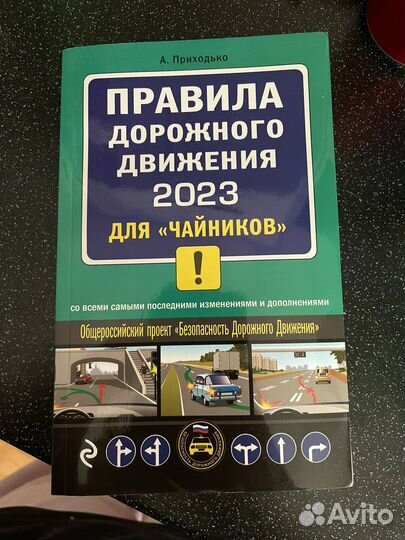 А. Приходько
ПРАВИЛА
ДОРОЖНОГО
ДВИЖЕНИЯ
2023
ДЛЯ «ЧАЙНИКОВ»
!
со всеми самыми последними изменениями и дополнениями
Общероссийский проект «Безопасность Дорожного Движения»
Avito